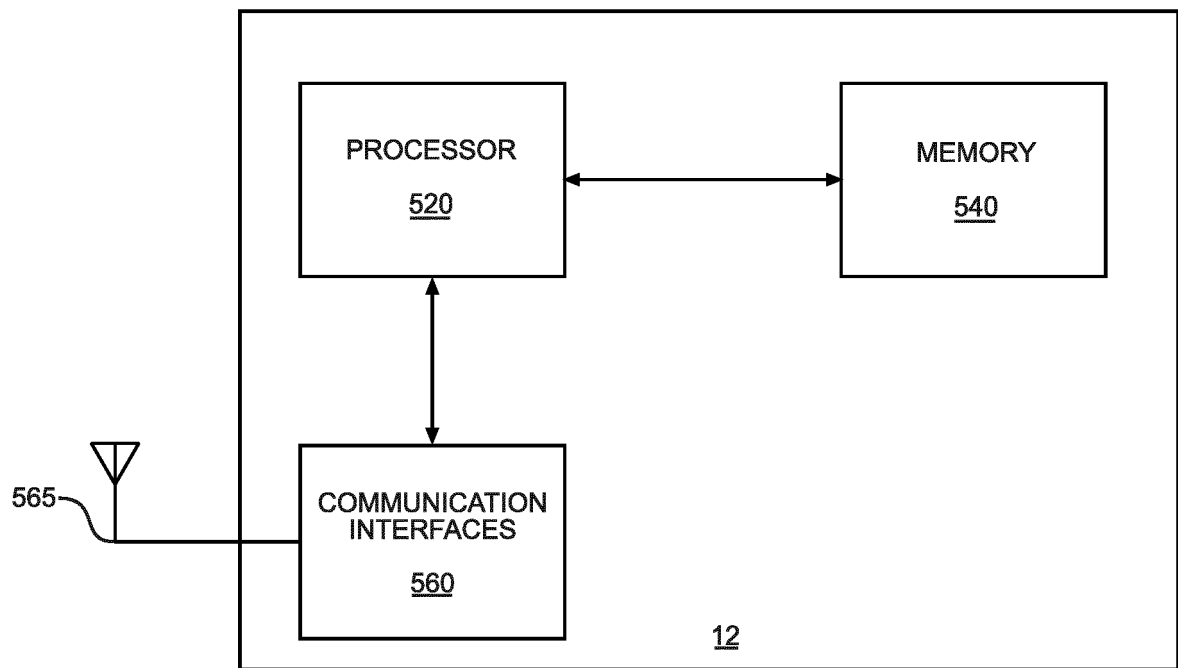 PROCESSOR
520
MEMORY
540
565
COMMUNICATION
INTERFACES
560
12